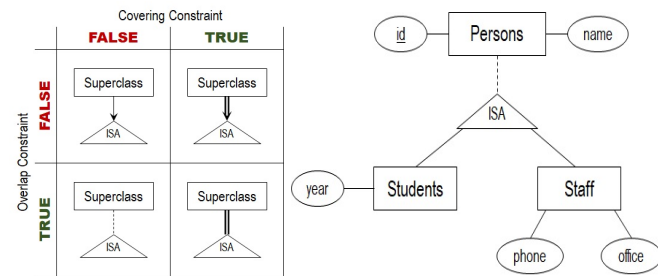 Covering Constraint
FALSE TRUE
Overlap Constraint
FALSE
Superclass
ISA
Superclass
ISA
TRUE
Superclass
ISA
Superclass
ISA
id
Persons
name
ISA
year
Students
Staff
phone
office